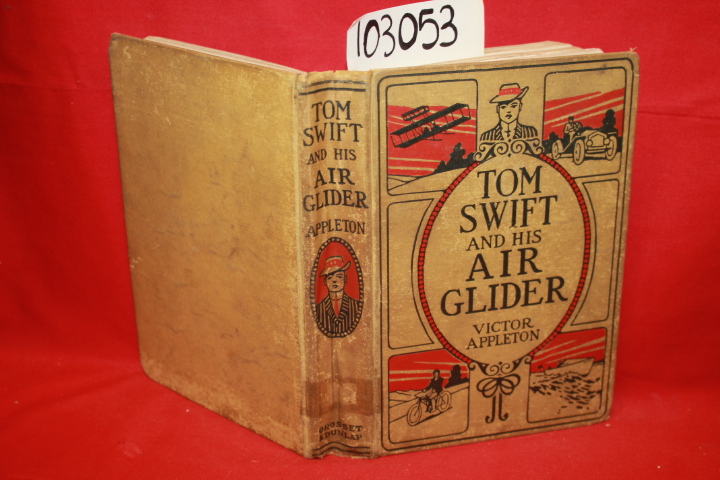 103053
TOM
SWIFT
AND HIS
AIR
GLIDER
APPLETON
GROSSET
& DUNLAP
TOM
SWIFT
AND HIS
AIR
GLIDER
VICTOR
APPLETON